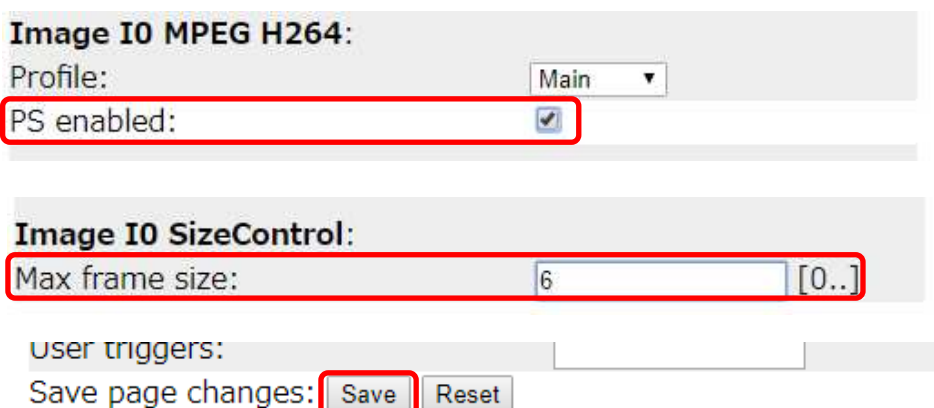 Image I0 MPEG H264:
Profile: Main
PS enabled:
Image I0 SizeControl:
Max frame size: 6 [0..]
User triggers:
Save page changes: Save Reset